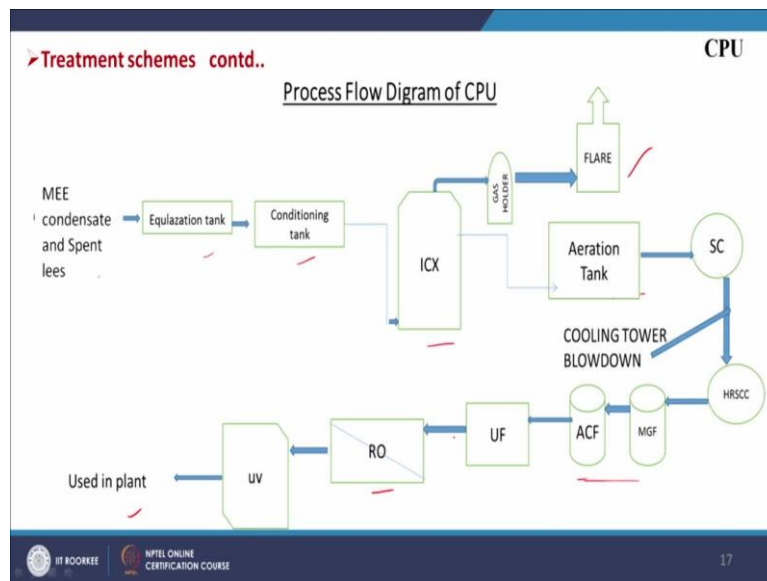 ➢Treatment schemes contd..
CPU
Process Flow Digram of CPU
MEE
condensate
and Spent
lees
Equlazation tank
Conditioning
tank
ICX
GAS
HOLDER
FLARE
Aeration
Tank
SC
COOLING TOWER
BLOWDOWN
HRSCC
MGF
ACF
UF
RO
uv
Used in plant
IIT ROORKEE
NPTEL ONLINE
CERTIFICATION COURSE
17